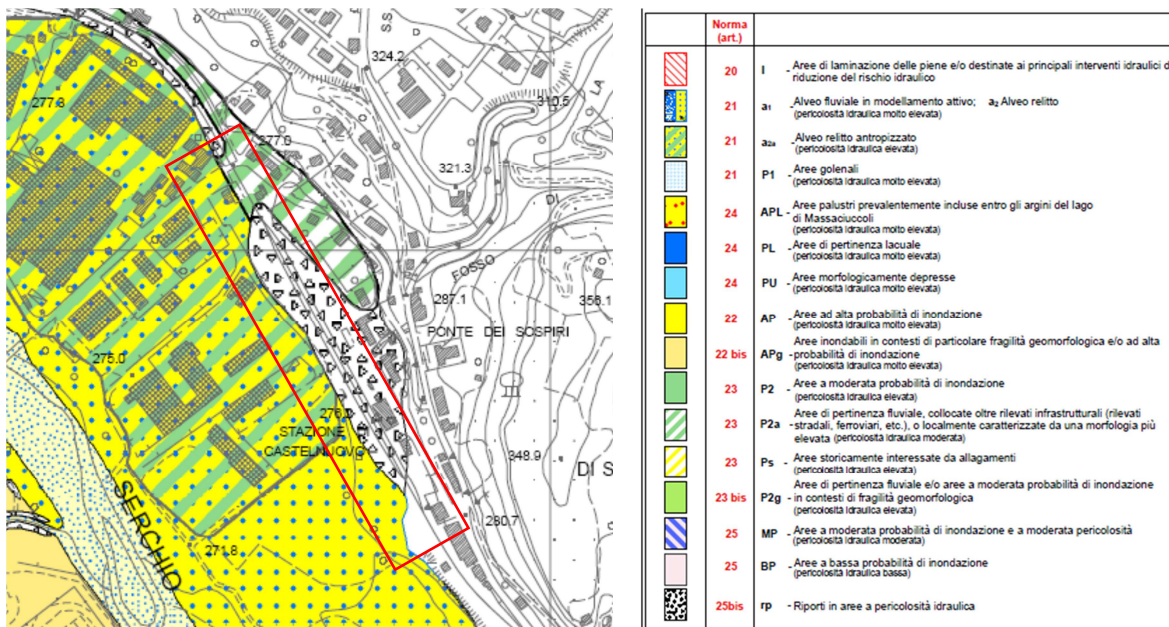 324.2
277.3
310.5
LA
277.0
321.3
DI
FOSSO
287.1
356.1
PONTE DEI SOSPIRI
275.0
STAZIONE
CASTELNUOVO
348.9
DI S
SERCHIO
280.7
271.8
Norma
(art.)
20 I - Aree di laminazione delle piene e/o destinate ai principali interventi idraulici d
riduzione del rischio idraulico
21 a1 - Alveo fluviale in modellamento attivo; a2 Alveo relitto
(pericolosità idraulica molto elevata)
21 a2a - Alveo relitto antropizzato
(pericolosità idraulica elevata)
21 P1 - Aree golenali
(pericolosità idraulica molto elevata)
24 APL - Aree palustri prevalentemente incluse entro gli argini del lago
di Massaciuccoli
(pericolosità idraulica molto elevata)
24 PL - Aree di pertinenza lacuale
(pericolosità idraulica molto elevata)
24 PU - Aree morfologicamente depresse
(pericolosità idraulica molto elevata)
22 AP - Aree ad alta probabilità di inondazione
(pericolosità idraulica molto elevata)
Aree inondabili in contesti di particolare fragilità geomorfologica e/o ad alta
22 bis APg - probabilità di inondazione
(pericolosità idraulica molto elevata)
23 P2 - Aree a moderata probabilità di inondazione
(pericolosità idraulica elevata)
Aree di pertinenza fluviale, collocate oltre rilevati infrastrutturali (rilevati
23 P2a - stradali, ferroviari, etc.), o localmente caratterizzate da una morfologia più
elevata (pericolosità idraulica moderata)
23 Ps - Aree storicamente interessate da allagamenti
(pericolosità idraulica elevata)
Aree di pertinenza fluviale e/o aree a moderata probabilità di inondazione
23 bis P2g - in contesti di fragilità geomorfologica
(pericolosità idraulica elevata)
25 MP - Aree a moderata probabilità di inondazione e a moderata pericolosità
(pericolosità idraulica moderata)
25 BP - Aree a bassa probabilità di inondazione
(pericolosità idraulica bassa)
25bis rp - Riporti in aree a pericolosità idraulica